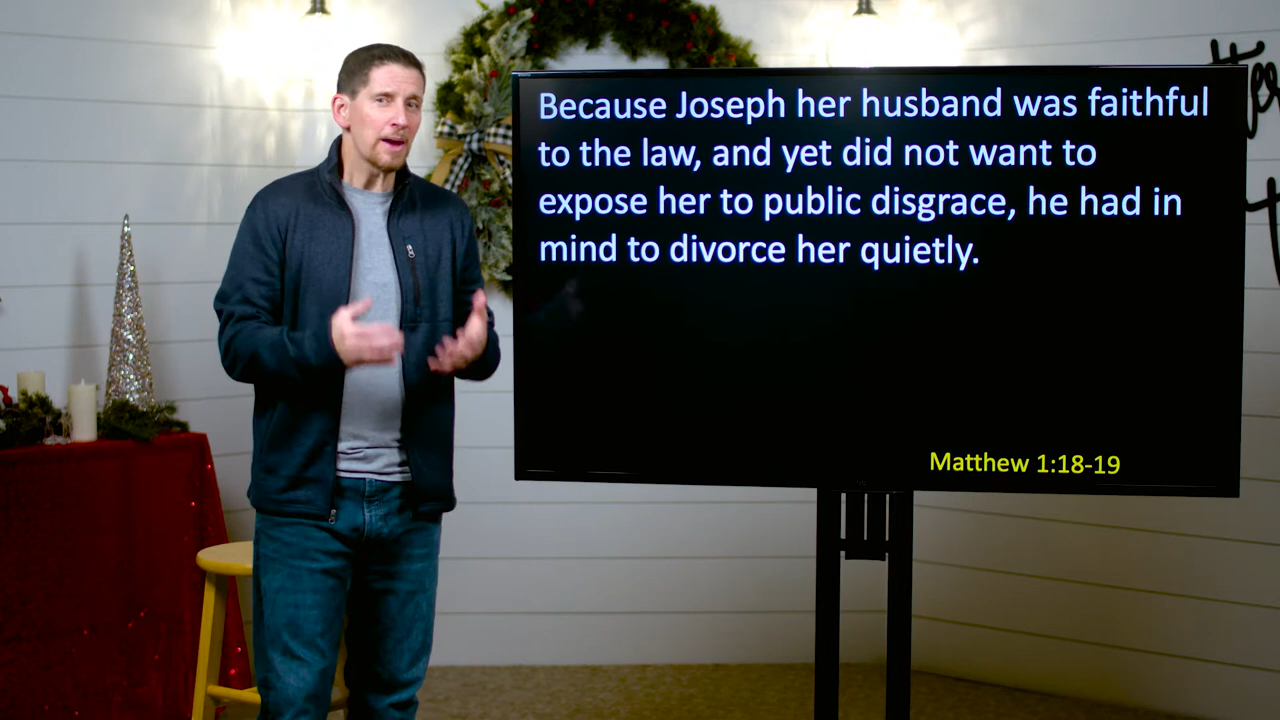 Because Joseph her husband was faithful
to the law, and yet did not want to
expose her to public disgrace, he had in
mind to divorce her quietly.
Matthew 1:18-19